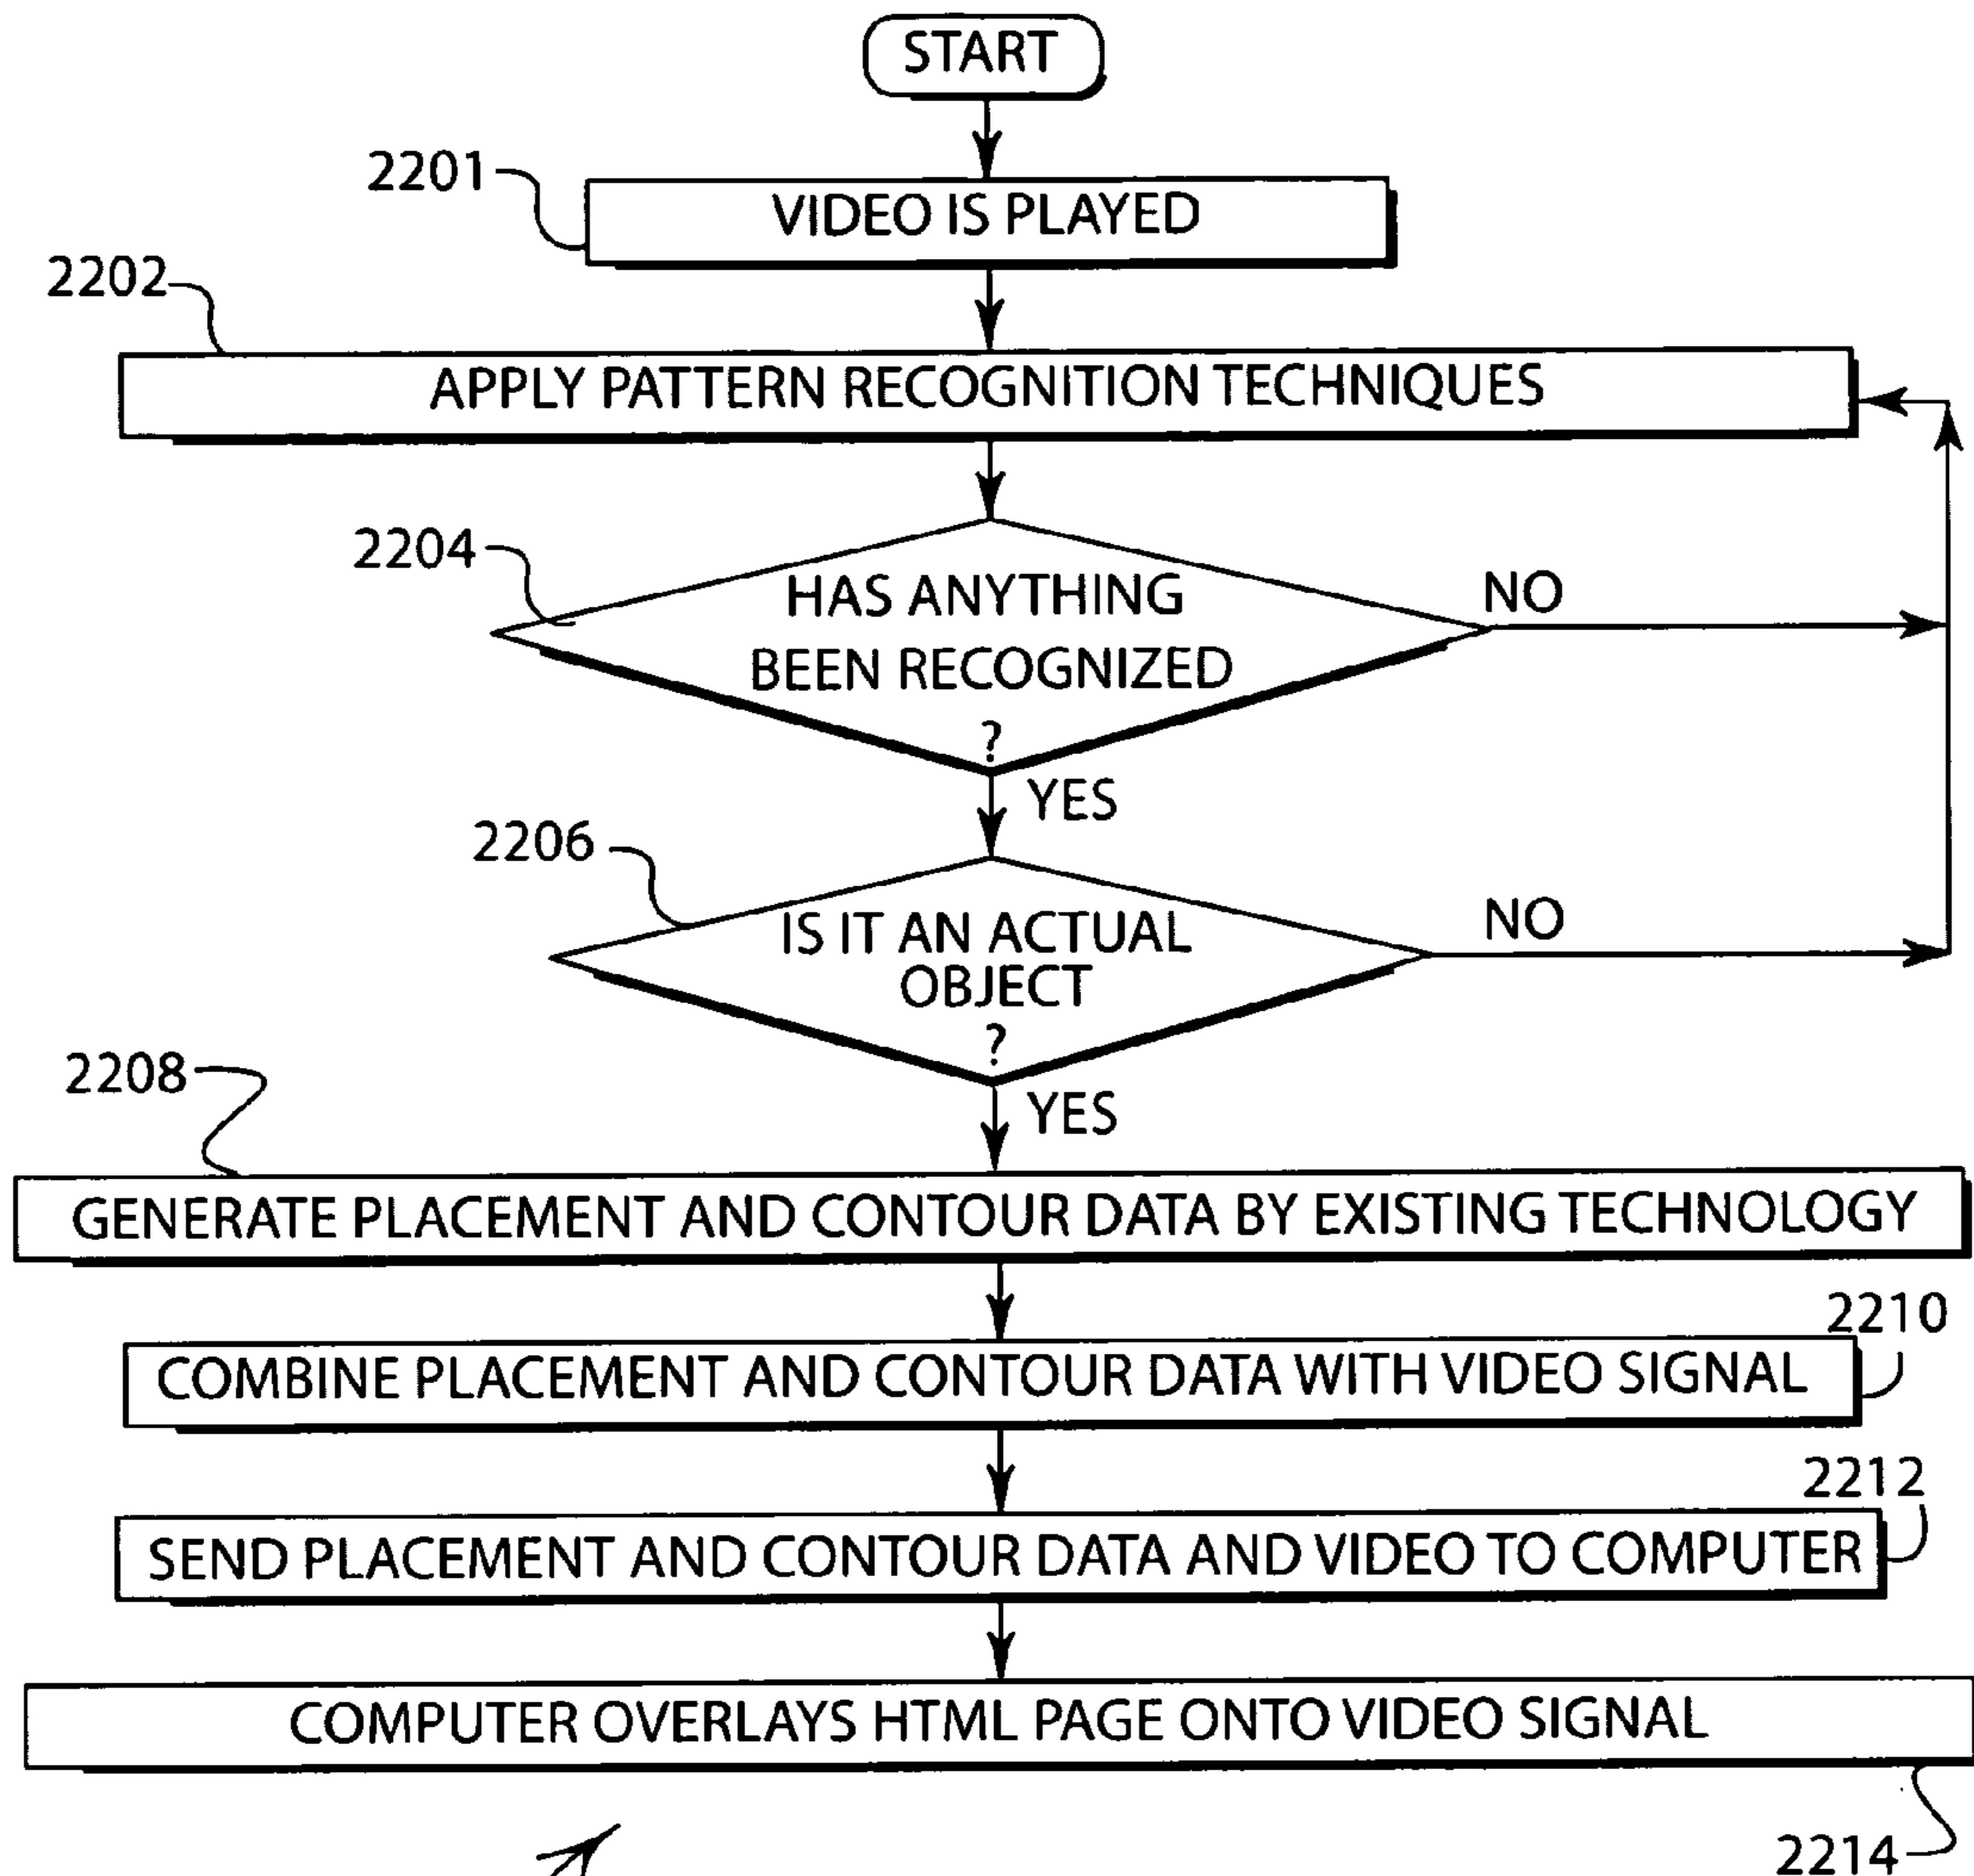 START
2201
VIDEO IS PLAYED
2202
APPLY PATTERN RECOGNITION TECHNIQUES
2204
HAS ANYTHING
BEEN RECOGNIZED
?
NO
YES
2206
IS IT AN ACTUAL
OBJECT
?
NO
YES
2208
GENERATE PLACEMENT AND CONTOUR DATA BY EXISTING TECHNOLOGY
2210
COMBINE PLACEMENT AND CONTOUR DATA WITH VIDEO SIGNAL
2212
SEND PLACEMENT AND CONTOUR DATA AND VIDEO TO COMPUTER
COMPUTER OVERLAYS HTML PAGE ONTO VIDEO SIGNAL
2214